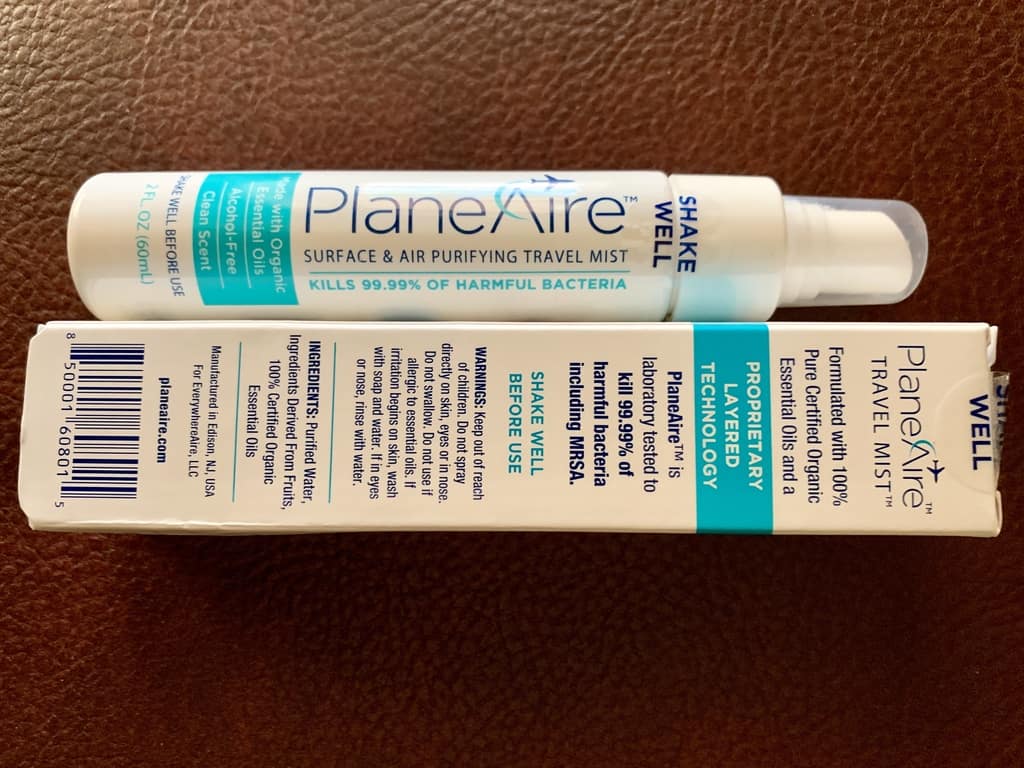 PlaneAire™
SURFACE & AIR PURIFYING TRAVEL MIST
KILLS 99.99% OF HARMFUL BACTERIA
SHAKE
WELL
Made with Organic
Essential Oils
Alcohol-Free
Clean Scent
SHAKE WELL BEFORE USE
2 FL.OZ (60mL)
WELL
PlaneAire™
TRAVEL MIST™
Formulated with 100%
Pure Certified Organic
Essential Oils and a
PROPRIETARY
LAYERED
TECHNOLOGY
PlaneAire™ is
laboratory tested to
kill 99.99% of
harmful bacteria
including MRSA.
SHAKE WELL
BEFORE USE
WARNINGS: Keep out of reach
of children. Do not spray
directly on skin, eyes or in nose.
Do not swallow. Do not use if
allergic to essential oils. If
irritation begins on skin, wash
with soap and water. If in eyes
or nose, rinse with water.
INGREDIENTS: Purified Water,
Ingredients Derived From Fruits,
100% Certified Organic
Essential Oils
Manufactured in Edison, NJ, USA
For EverywhereAire, LLC
planeaire.com
8 50001 60801 5